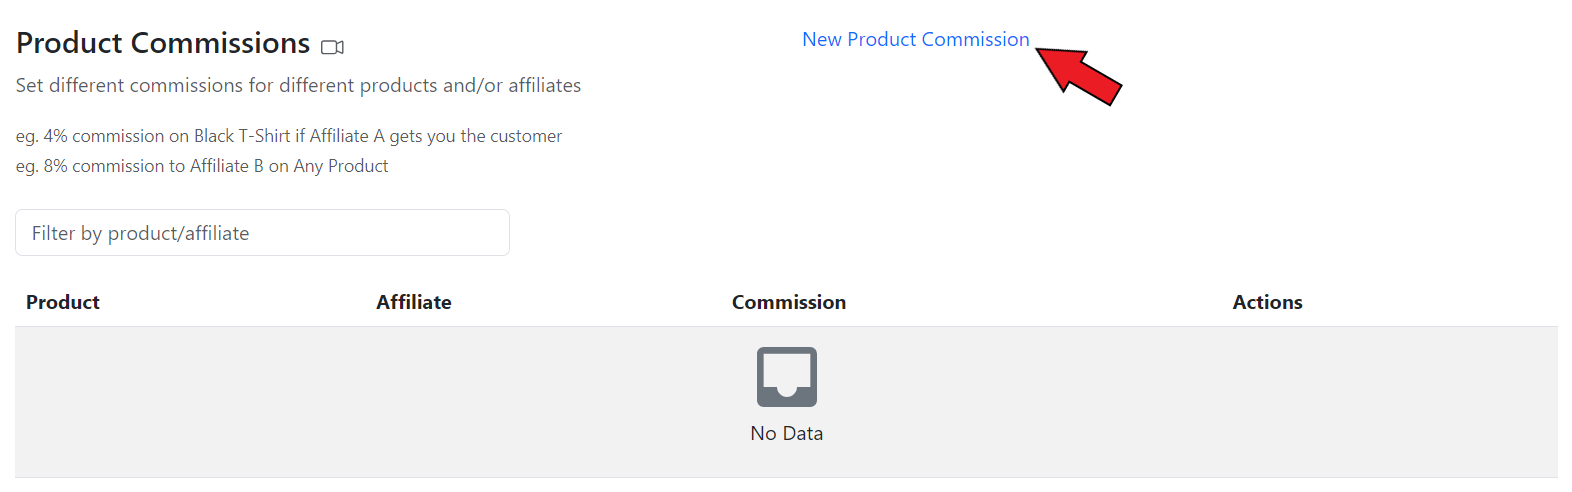 Product Commissions
New Product Commission
Set different commissions for different products and/or affiliates
eg. 4% commission on Black T-Shirt if Affiliate A gets you the customer
eg. 8% commission to Affiliate B on Any Product
Filter by product/affiliate
Product Affiliate Commission Actions
No Data